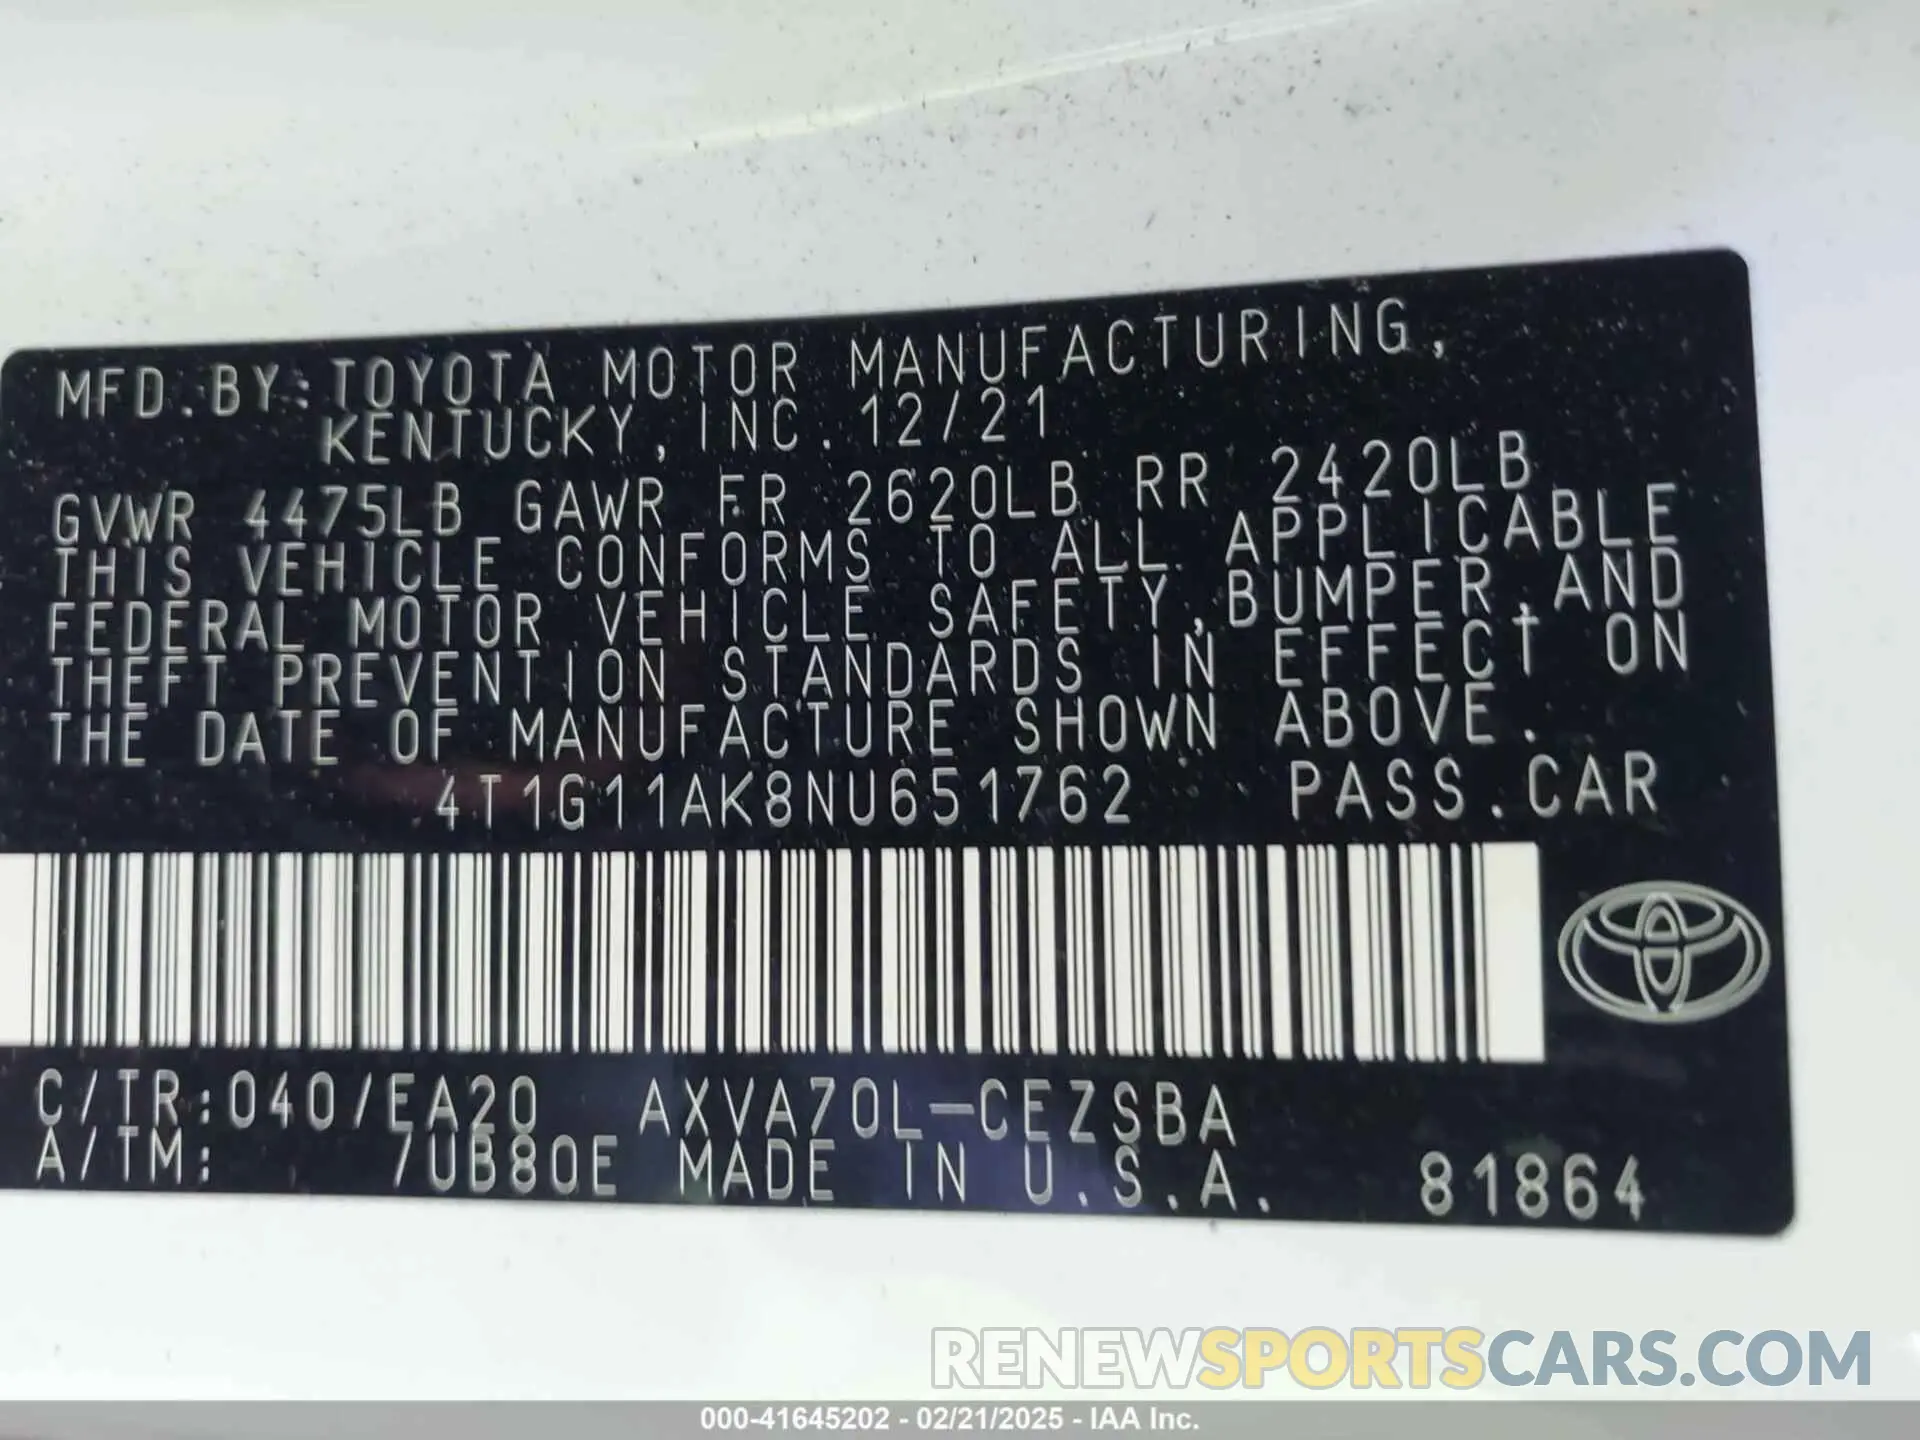 MFD.BY:TOYOTA MOTOR MANUFACTURING,
KENTUCKY,INC.12/21
GVWR 4475LB GAWR FR 2620LB RR 2420LB
THIS VEHICLE CONFORMS TO ALL APPLICABLE
FEDERAL MOTOR VEHICLE SAFETY,BUMPER,AND
THEFT PREVENTION STANDARDS IN EFFECT ON
THE DATE OF MANUFACTURE SHOWN ABOVE.
4T1G11AK8NU651762 PASS.CAR
C/TR:040/EA20 AXVA70L-CEZSBA
A/TM: /UB80E MADE IN U.S.A. 81864
RENEWSPORTSCARS.COM
000-41645202 - 02/21/2025 - IAA Inc.